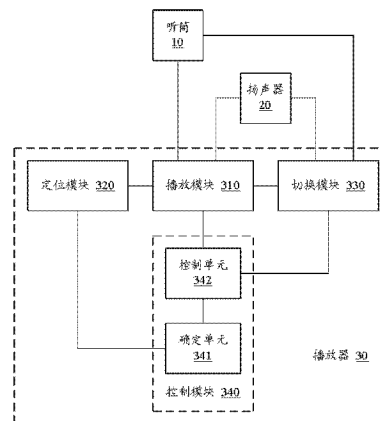 听筒
10
扬声器
20
定位模块 320
播放模块 310
切换模块 330
控制单元
342
确定单元
341
控制模块 340
播放器 30